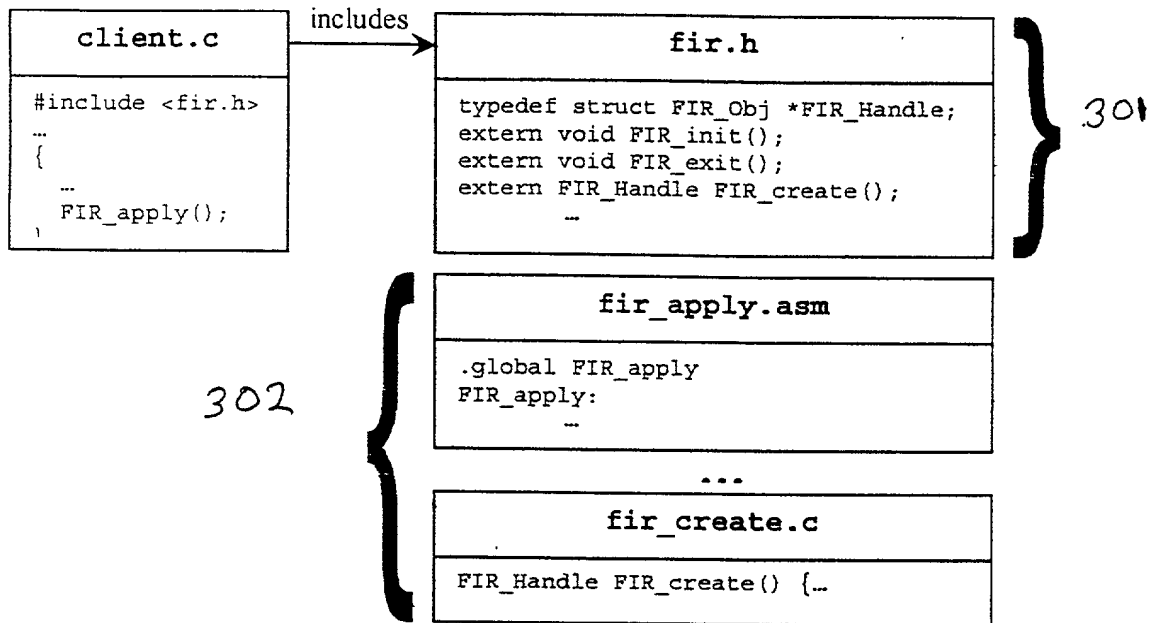 client.c
#include <fir.h>
…
{
…
FIR_apply();
}
includes
fir.h
typedef struct FIR_Obj *FIR_Handle;
extern void FIR_init();
extern void FIR_exit();
extern FIR_Handle FIR_create();
…
301
302
fir_apply.asm
.global FIR_apply
FIR_apply:
…
...
fir_create.c
FIR_Handle FIR_create() {…